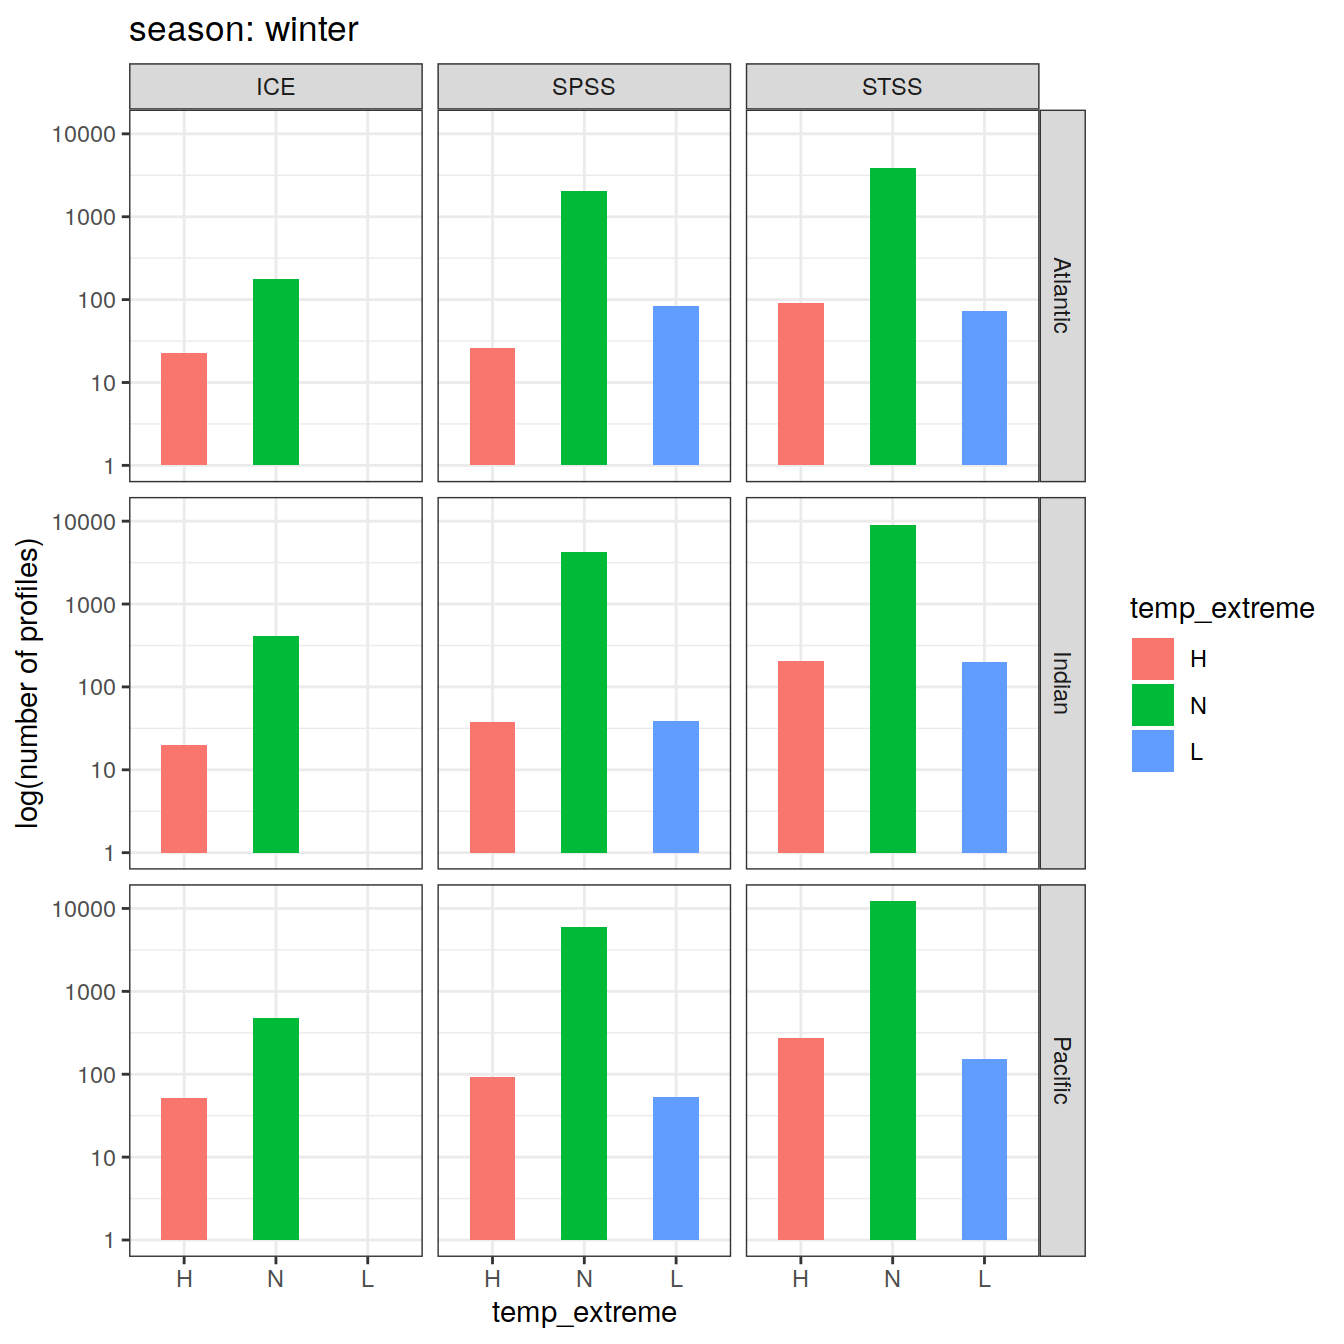 season: winter
ICE SPSS STSS
10000
1000
100
10
1
Atlantic
10000
1000
100
10
1
Indian
10000
1000
100
10
1
Pacific
log(number of profiles)
H N L H N L H N L
temp_extreme
temp_extreme
H
N
L